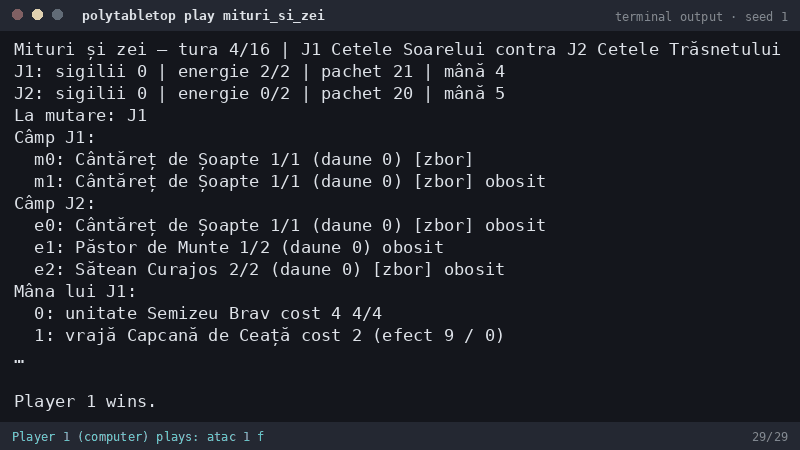 polytabletop play mituri_si_zei
terminal output · seed 1
Mituri și zei — tura 4/16 | J1 Cetele Soarelui contra J2 Cetele Trăsnetului
J1: sigilii 0 | energie 2/2 | pachet 21 | mână 4
J2: sigilii 0 | energie 0/2 | pachet 20 | mână 5
La mutare: J1
Câmp J1:
m0: Cântăreț de Șoapte 1/1 (daune 0) [zbor]
m1: Cântăreț de Șoapte 1/1 (daune 0) [zbor] obosit
Câmp J2:
e0: Cântăreț de Șoapte 1/1 (daune 0) [zbor] obosit
e1: Păstor de Munte 1/2 (daune 0) obosit
e2: Sătean Curajos 2/2 (daune 0) [zbor] obosit
Mâna lui J1:
0: unitate Semizeu Brav cost 4 4/4
1: vrajă Capcană de Ceață cost 2 (efect 9 / 0)
…
Player 1 wins.
Player 1 (computer) plays: atac 1 f
29/29